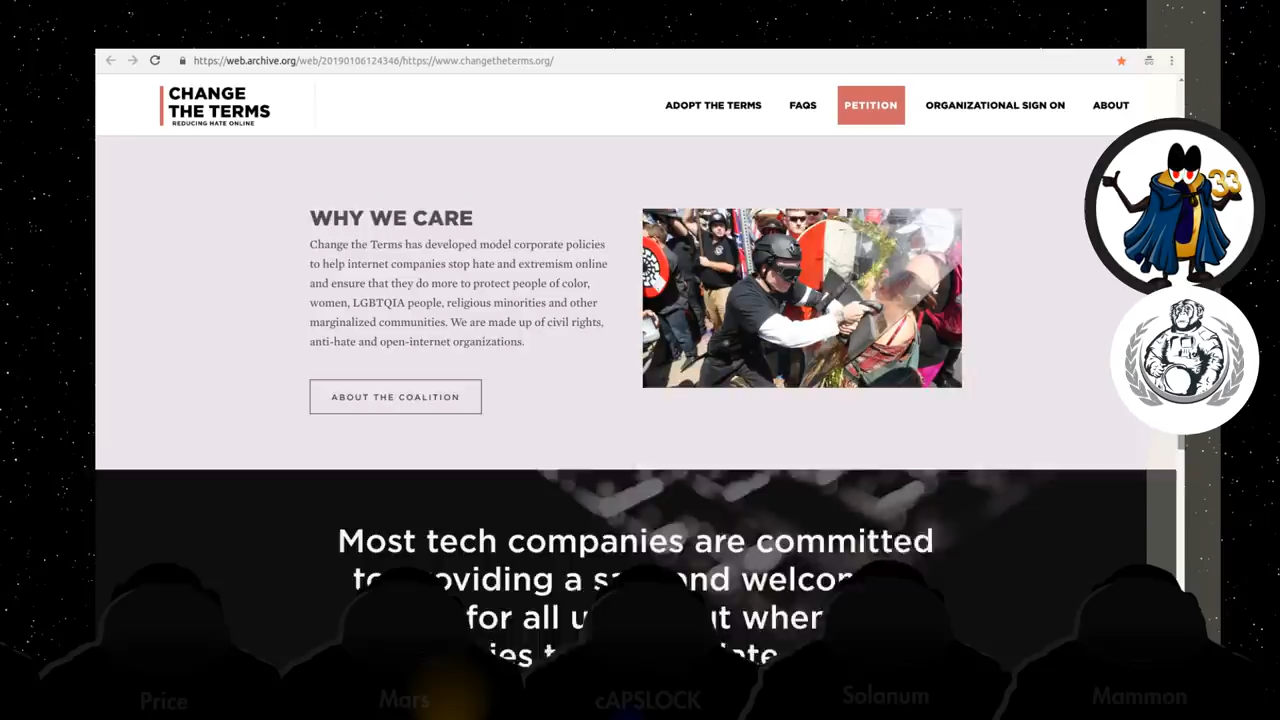 https://web.archive.org/web/20190106124346/https://www.changetheterms.org/
CHANGE
THE TERMS
REDUCING HATE ONLINE
ADOPT THE TERMS
FAQS
PETITION
ORGANIZATIONAL SIGN ON
ABOUT
33
WHY WE CARE
Change the Terms has developed model corporate policies
to help internet companies stop hate and extremism online
and ensure that they do more to protect people of color,
women, LGBTQIA people, religious minorities and other
marginalized communities. We are made up of civil rights,
anti-hate and open-internet organizations.
ABOUT THE COALITION
Most tech companies are committed
a and
for all
Price
Mars
cAPSLOCK
Solanum
Mammon